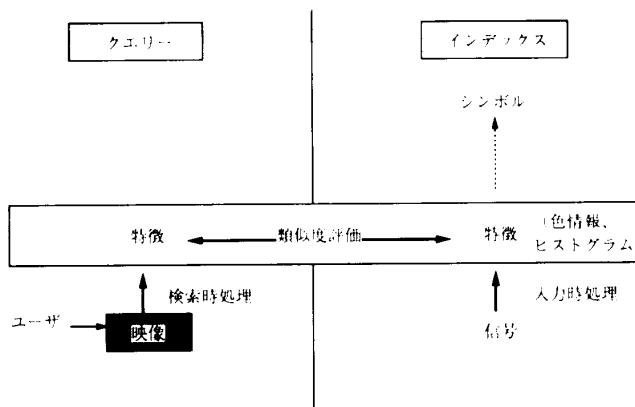 クエリー
インデックス
シンボル
特徴
類似度評価
特徴
色情報、
ヒストグラム
検索時処理
入力時処理
ユーザ
映像
信号